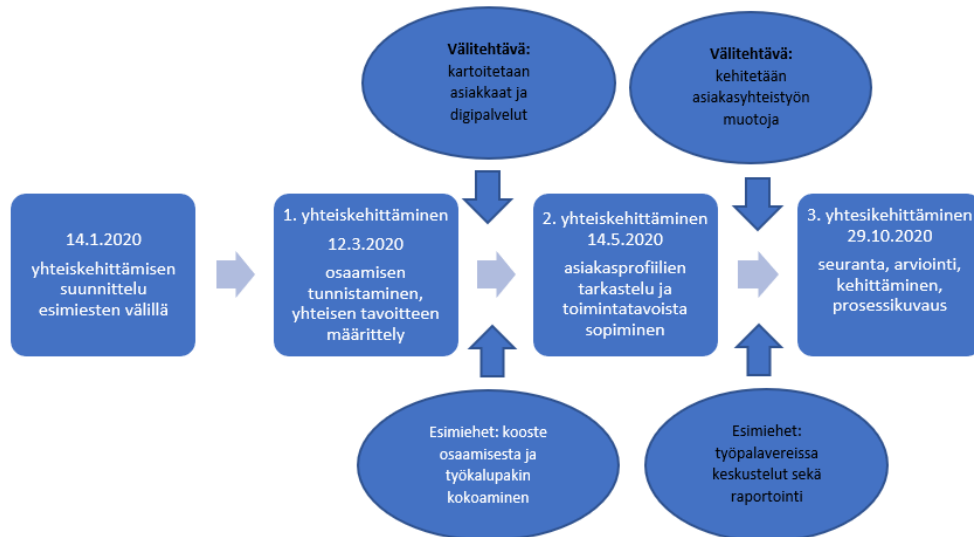 Välitehtävä:
kartoitetaan
asiakkaat ja
digipalvelut
Välitehtävä:
kehitetään
asiakasyhteistyön
muotoja
14.1.2020
yhteiskehittämisen
suunnittelu
esimiesten välillä
1. yhteiskehittäminen
12.3.2020
osaamisen
tunnistaminen,
yhteisen tavoitteen
määrittely
2. yhteiskehittäminen
14.5.2020
asiakasprofiilien
tarkastelu ja
toimintatavoista
sopiminen
3. yhtesikehittäminen
29.10.2020
seuranta, arviointi,
kehittäminen,
prosessikuvaus
Esimiehet: kooste
osaamisesta ja
työkalupakin
kokoaminen
Esimiehet:
työpalavereissa
keskustelut sekä
raportointi